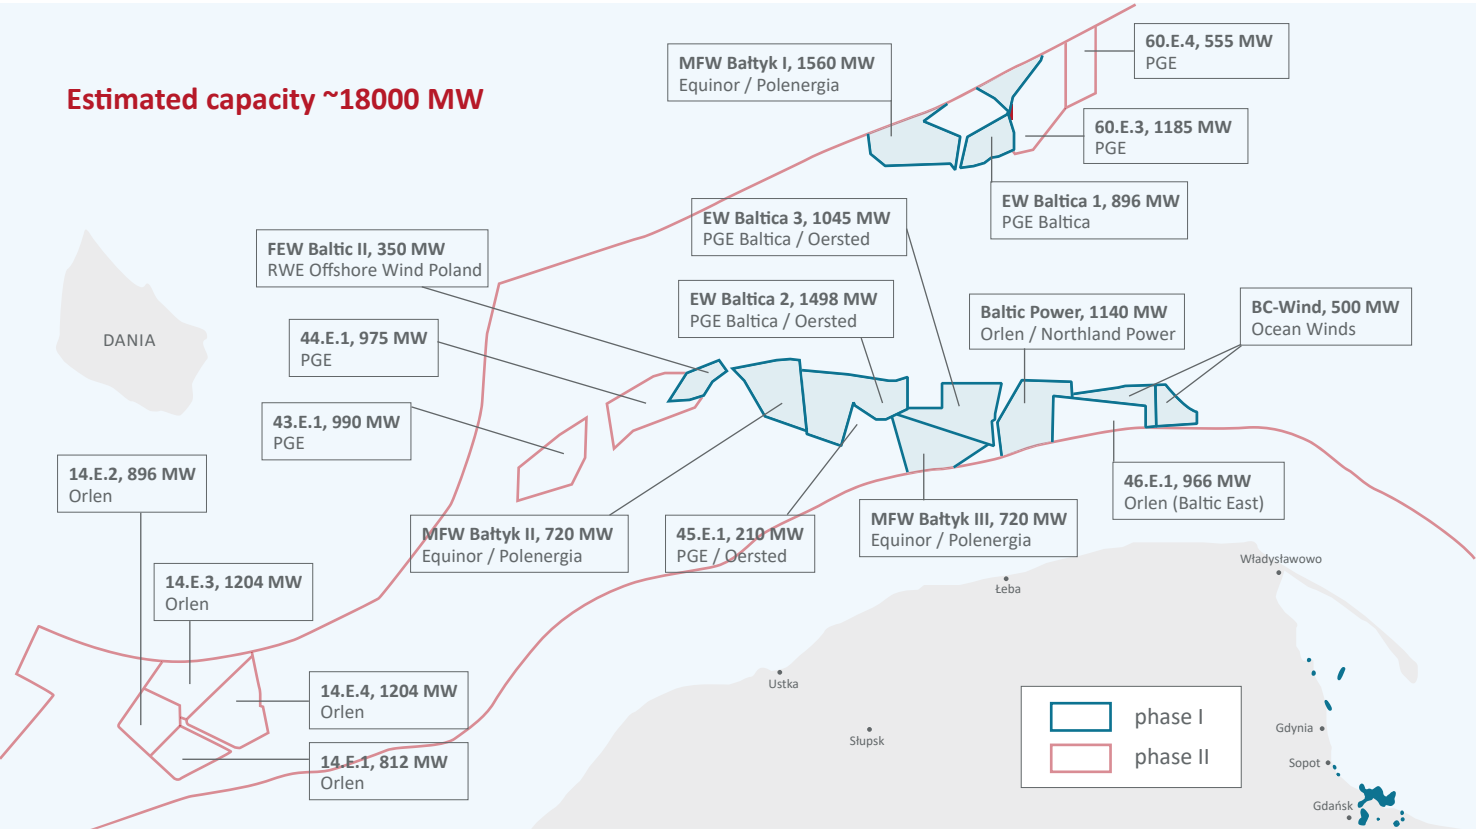 Estimated capacity ~18000 MW
MFW Bałtyk I, 1560 MW
Equinor / Polenergia
60.E.4, 555 MW
PGE
60.E.3, 1185 MW
PGE
EW Baltica 1, 896 MW
PGE Baltica
EW Baltica 3, 1045 MW
PGE Baltica / Oersted
FEW Baltic II, 350 MW
RWE Offshore Wind Poland
EW Baltica 2, 1498 MW
PGE Baltica / Oersted
Baltic Power, 1140 MW
Orlen / Northland Power
BC-Wind, 500 MW
Ocean Winds
DANIA
44.E.1, 975 MW
PGE
43.E.1, 990 MW
PGE
14.E.2, 896 MW
Orlen
MFW Bałtyk II, 720 MW
Equinor / Polenergia
45.E.1, 210 MW
PGE / Oersted
MFW Bałtyk III, 720 MW
Equinor / Polenergia
46.E.1, 966 MW
Orlen (Baltic East)
14.E.3, 1204 MW
Orlen
14.E.4, 1204 MW
Orlen
14.E.1, 812 MW
Orlen
Władysławowo
Łeba
Ustka
Słupsk
Gdynia
Sopot
Gdańsk
phase I
phase II